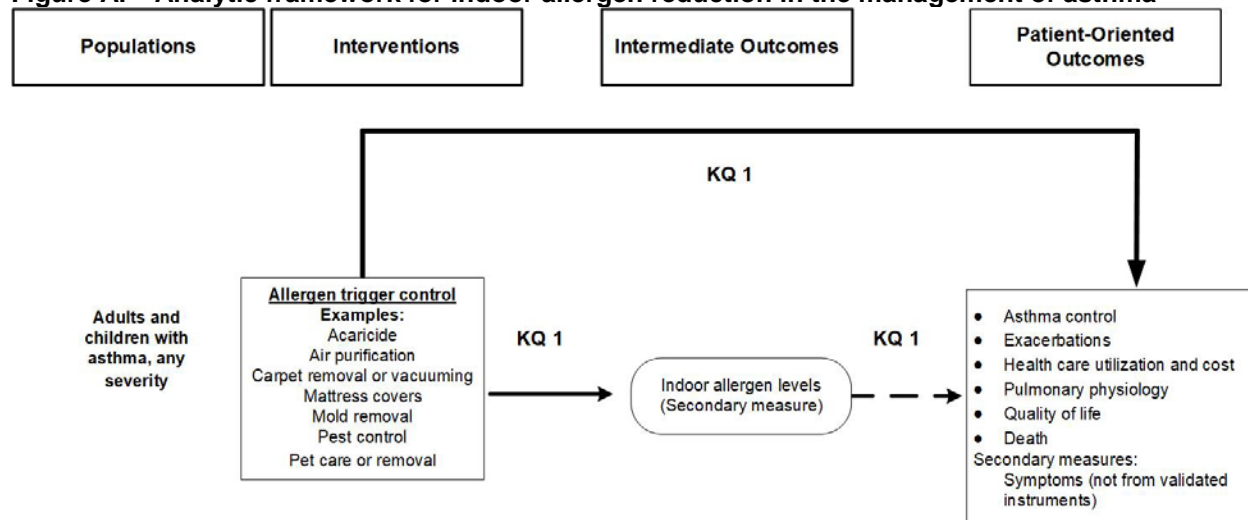 Figure A. Analytic framework for indoor allergen reduction in the management of asthma
Populations
Interventions
Intermediate Outcomes
Patient-Oriented
Outcomes
KQ 1
Adults and
children with
asthma, any
severity
Allergen trigger control
Examples:
Acaricide
Air purification
Carpet removal or vacuuming
Mattress covers
Mold removal
Pest control
Pet care or removal
KQ 1
Indoor allergen levels
(Secondary measure)
KQ 1
● Asthma control
● Exacerbations
● Health care utilization and cost
● Pulmonary physiology
● Quality of life
● Death
Secondary measures:
Symptoms (not from validated
instruments)